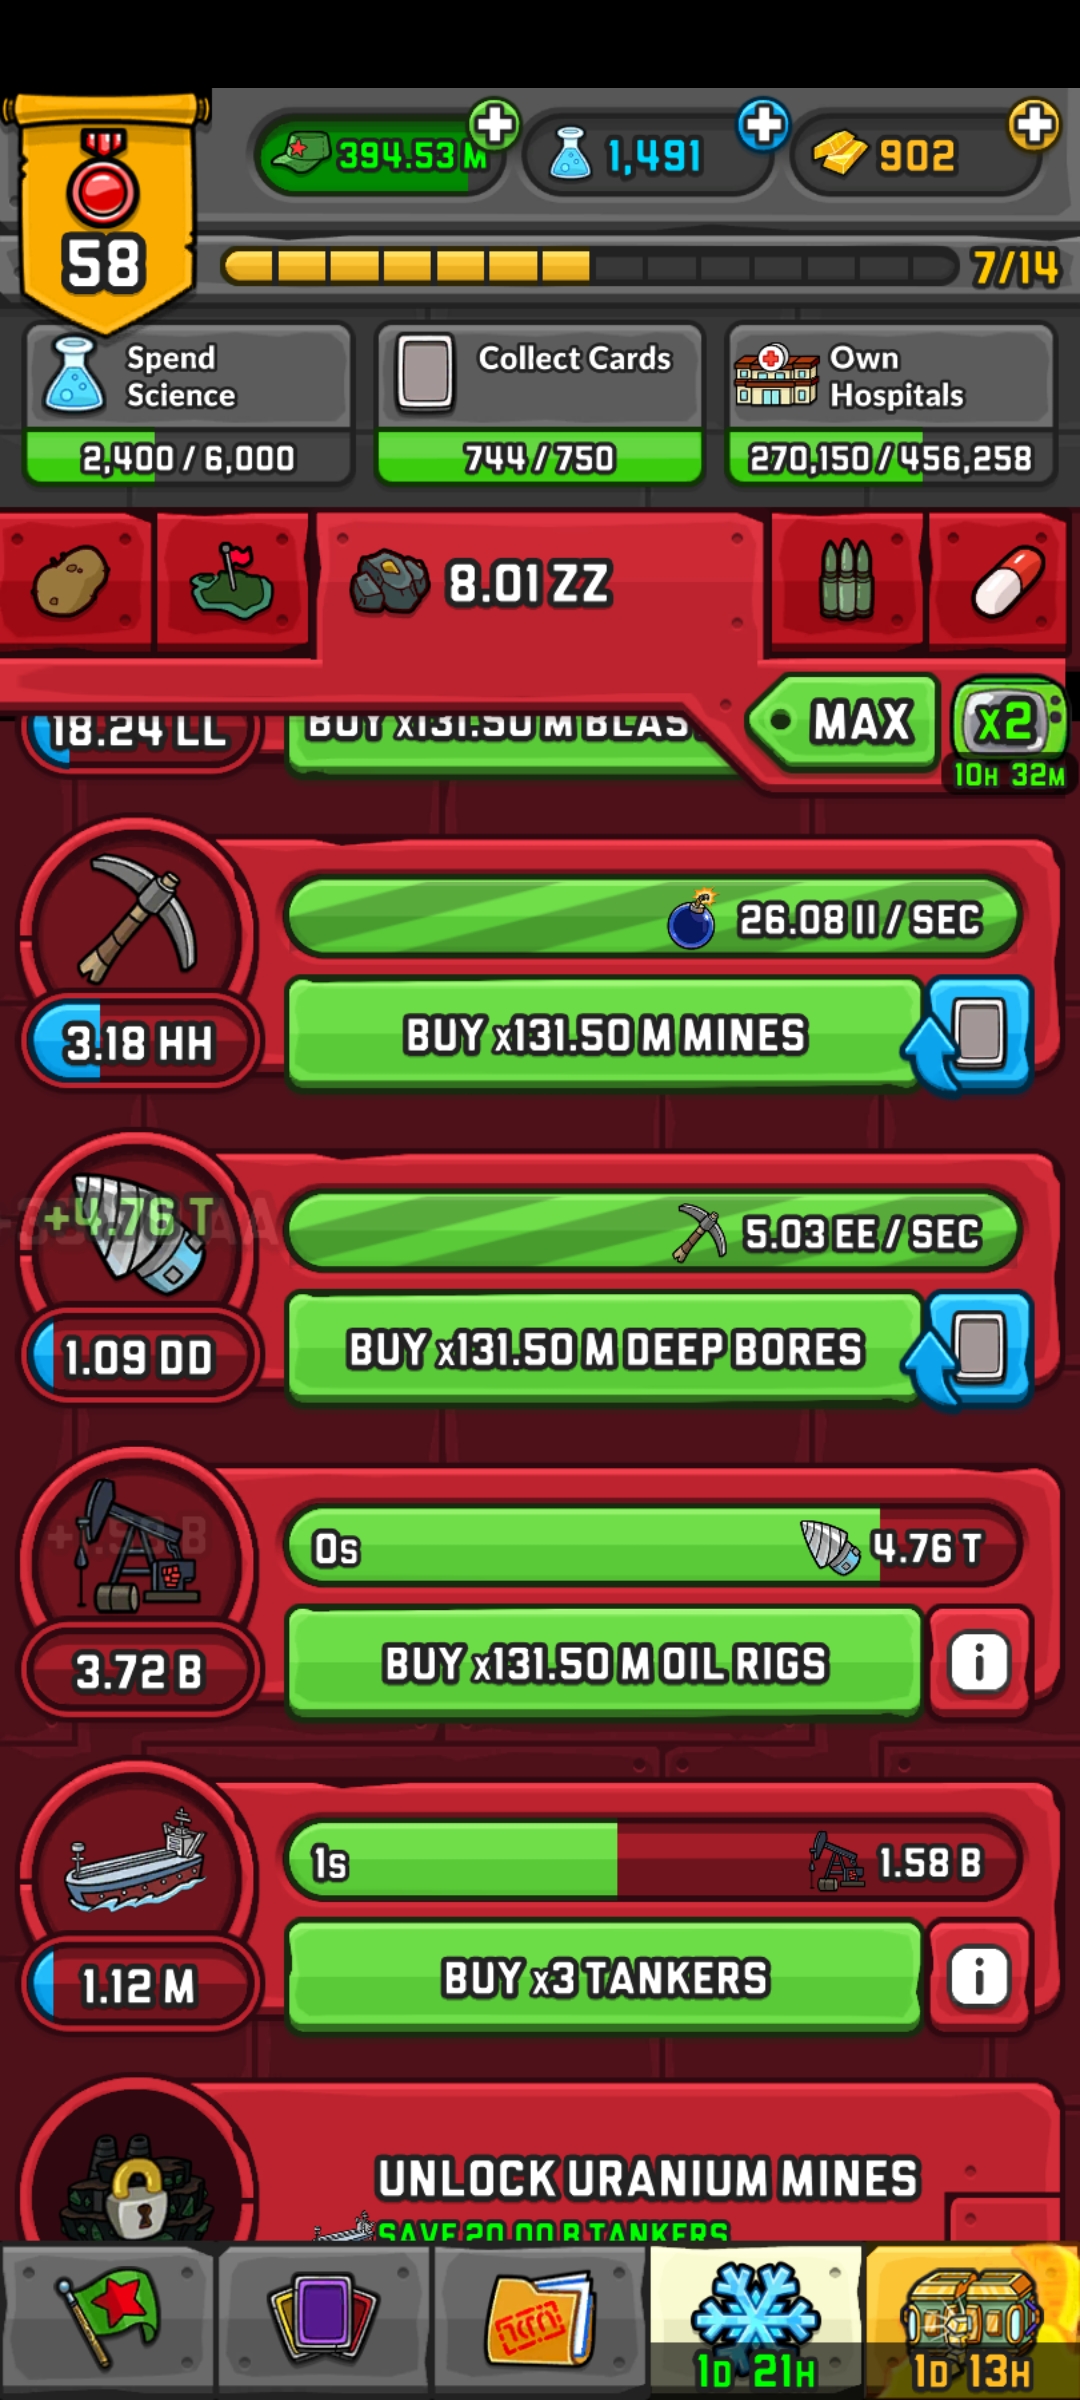 394.53 M
1,491
902
58
7/14
Spend
Science
2,400 / 6,000
Collect Cards
744 / 750
Own
Hospitals
270,150 / 456,258
8.01 ZZ
MAX
x2
10H 32M
18.24 LL
BUY x131.50 M BLAS
26.08 II / SEC
3.18 HH
BUY x131.50 M MINES
+4.76 T
5.03 EE / SEC
1.09 DD
BUY x131.50 M DEEP BORES
0s
4.76 T
3.72 B
BUY x131.50 M OIL RIGS
i
1s
1.58 B
1.12 M
BUY x3 TANKERS
i
UNLOCK URANIUM MINES
SAVE 20.00 B TANKERS
1D 21H
1D 13H